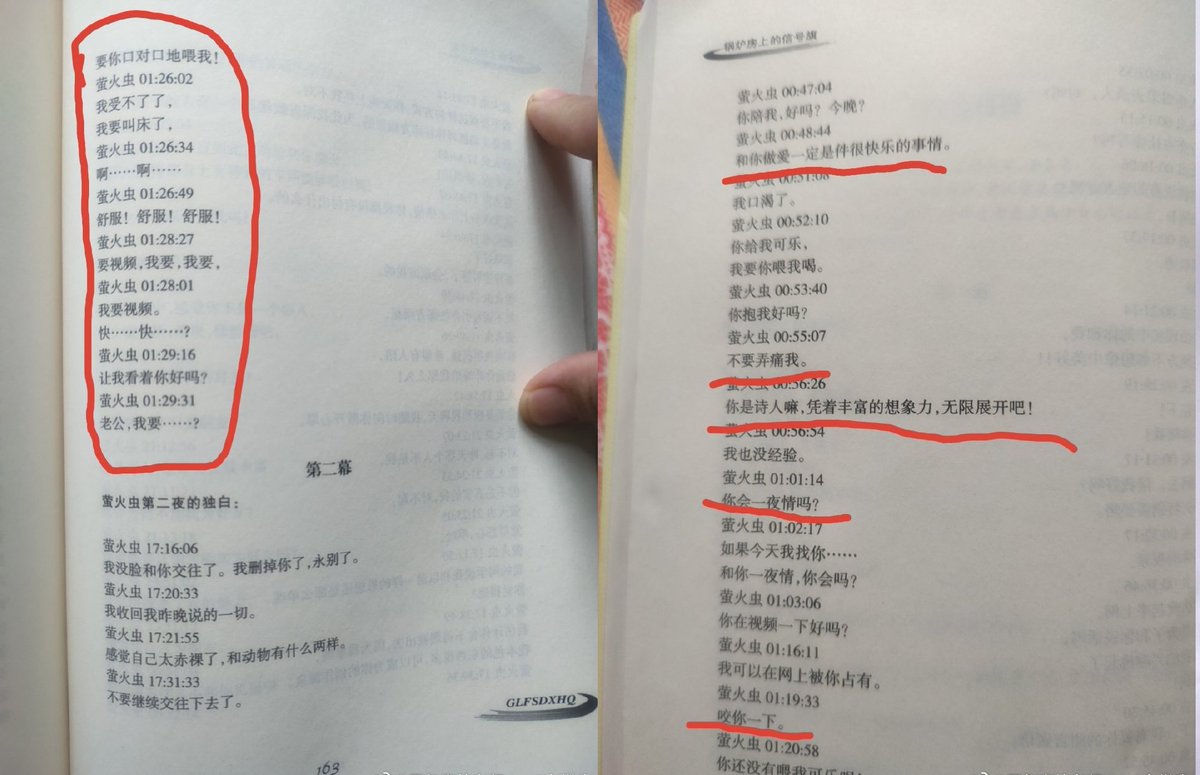 要你口对口地喂我！
萤火虫 01:26:02
我受不了了，
我要叫床了，
萤火虫 01:26:34
啊……啊……
萤火虫 01:26:49
舒服！舒服！舒服！
萤火虫 01:28:27
要视频，我要，我要，
萤火虫 01:28:01
我要视频。
快……快……？
萤火虫 01:29:16
让我看着你好吗？
萤火虫 01:29:31
老公，我要……？
第二幕
萤火虫第二夜的独白：
萤火虫 17:16:06
我没脸和你交往了。我删掉你了，永别了。
萤火虫 17:20:33
我收回我昨晚说的一切。
萤火虫 17:21:55
感觉自己太赤裸了，和动物有什么两样。
萤火虫 17:31:33
不要继续交往下去了。
GLFSDXHQ
163
锅炉房上的信号旗
萤火虫 00:47:04
你陪我，好吗？今晚？
萤火虫 00:48:44
和你做爱一定是件很快乐的事情。
萤火虫 00:51:08
我口渴了。
萤火虫 00:52:10
你给我可乐，
我要你喂我喝。
萤火虫 00:53:40
你抱我好吗？
萤火虫 00:55:07
不要弄痛我。
萤火虫 00:56:26
你是诗人嘛，凭着丰富的想象力，无限展开吧！
萤火虫 00:56:54
我也没经验。
萤火虫 01:01:14
你会一夜情吗？
萤火虫 01:02:17
如果今天我找你……
和你一夜情，你会吗？
萤火虫 01:03:06
你在视频一下好吗？
萤火虫 01:16:11
我可以在网上被你占有。
萤火虫 01:19:33
咬你一下。
萤火虫 01:20:58
你还没有喂我可乐呢！